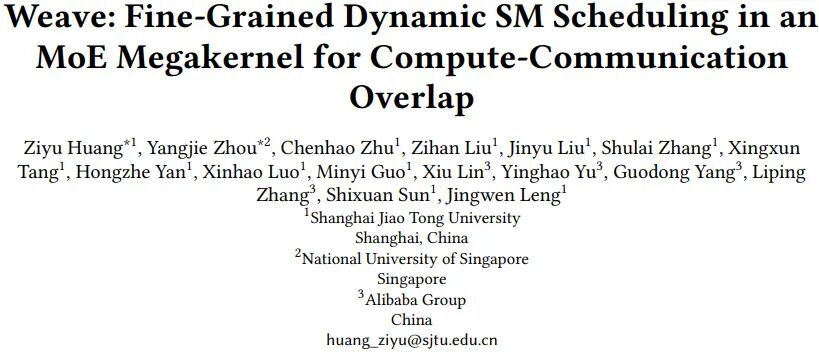 Weave: Fine-Grained Dynamic SM Scheduling in an
MoE Megakernel for Compute-Communication
Overlap
Ziyu Huang*1, Yangjie Zhou*2, Chenhao Zhu1, Zihan Liu1, Jinyu Liu1, Shulai Zhang1, Xingxun
Tang1, Hongzhe Yan1, Xinhao Luo1, Minyi Guo1, Xiu Lin3, Yinghao Yu3, Guodong Yang3, Liping
Zhang3, Shixuan Sun1, Jingwen Leng1
1Shanghai Jiao Tong University
Shanghai, China
2National University of Singapore
Singapore
3Alibaba Group
China
huang_ziyu@sjtu.edu.cn